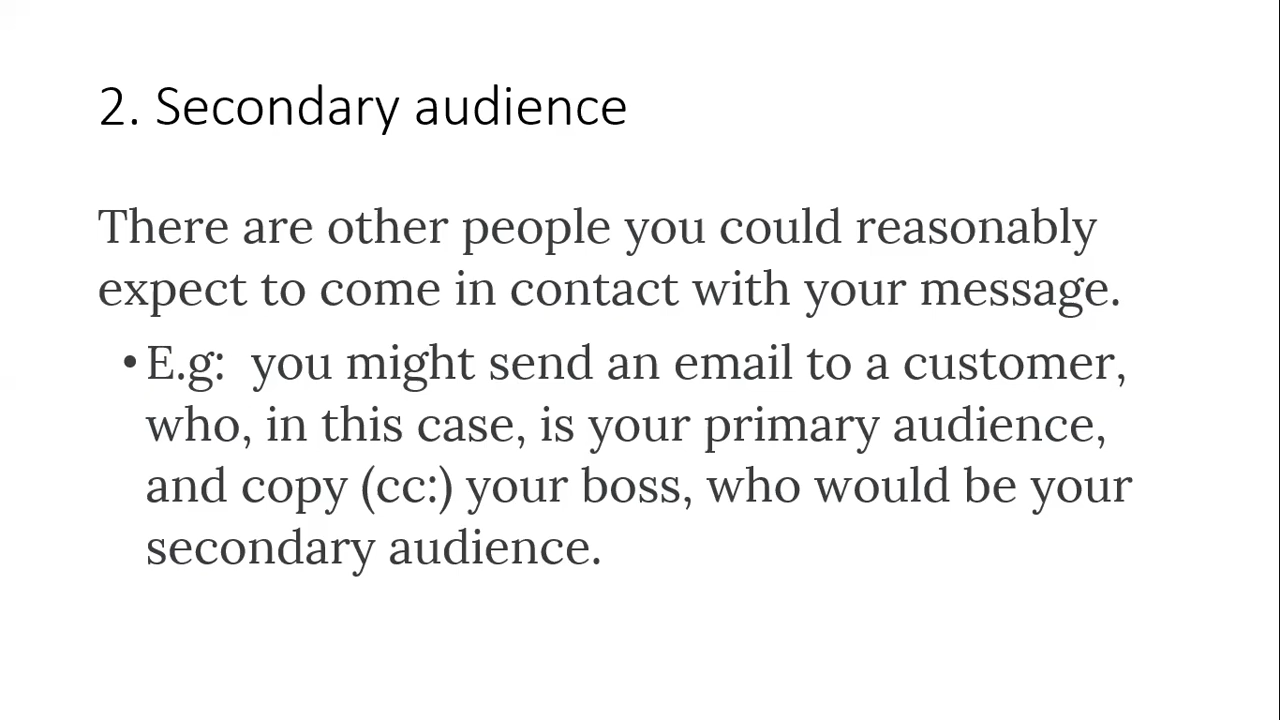 2. Secondary audience
There are other people you could reasonably
expect to come in contact with your message.
•E.g:  you might send an email to a customer,
who, in this case, is your primary audience,
and copy (cc:) your boss, who would be your
secondary audience.